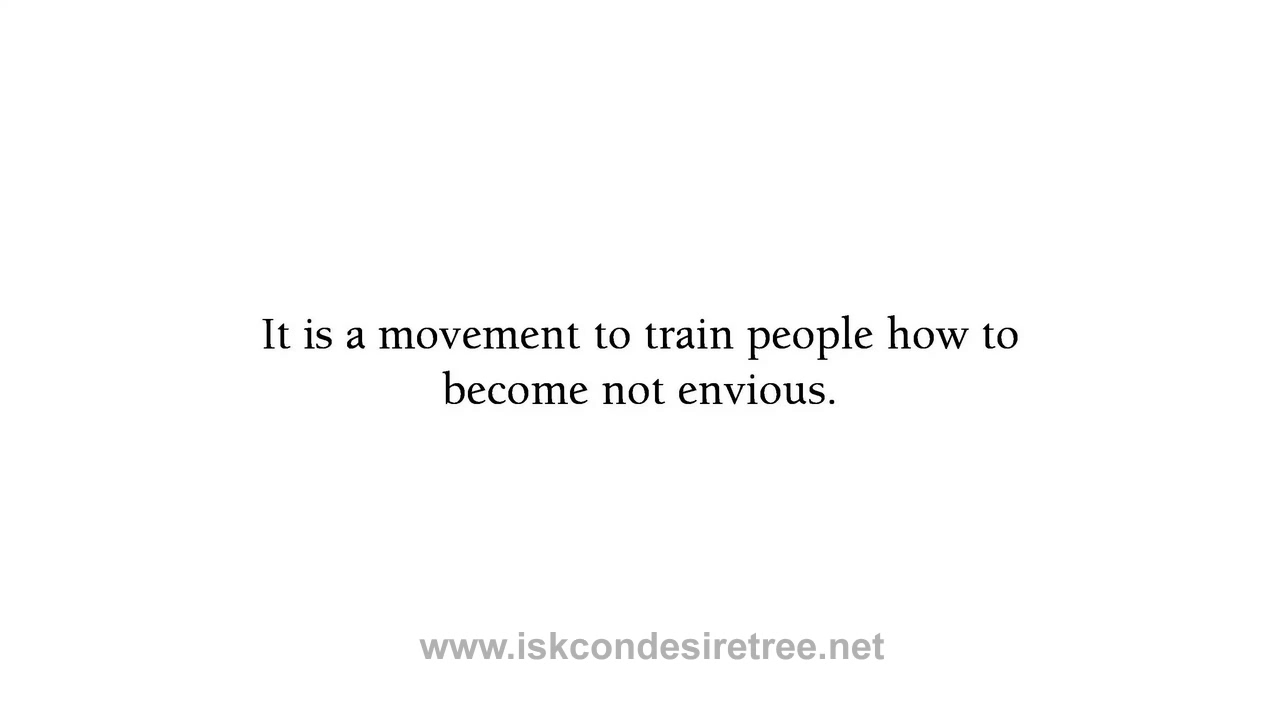 It is a movement to train people how to
become not envious.
www.iskcondesiretree.net